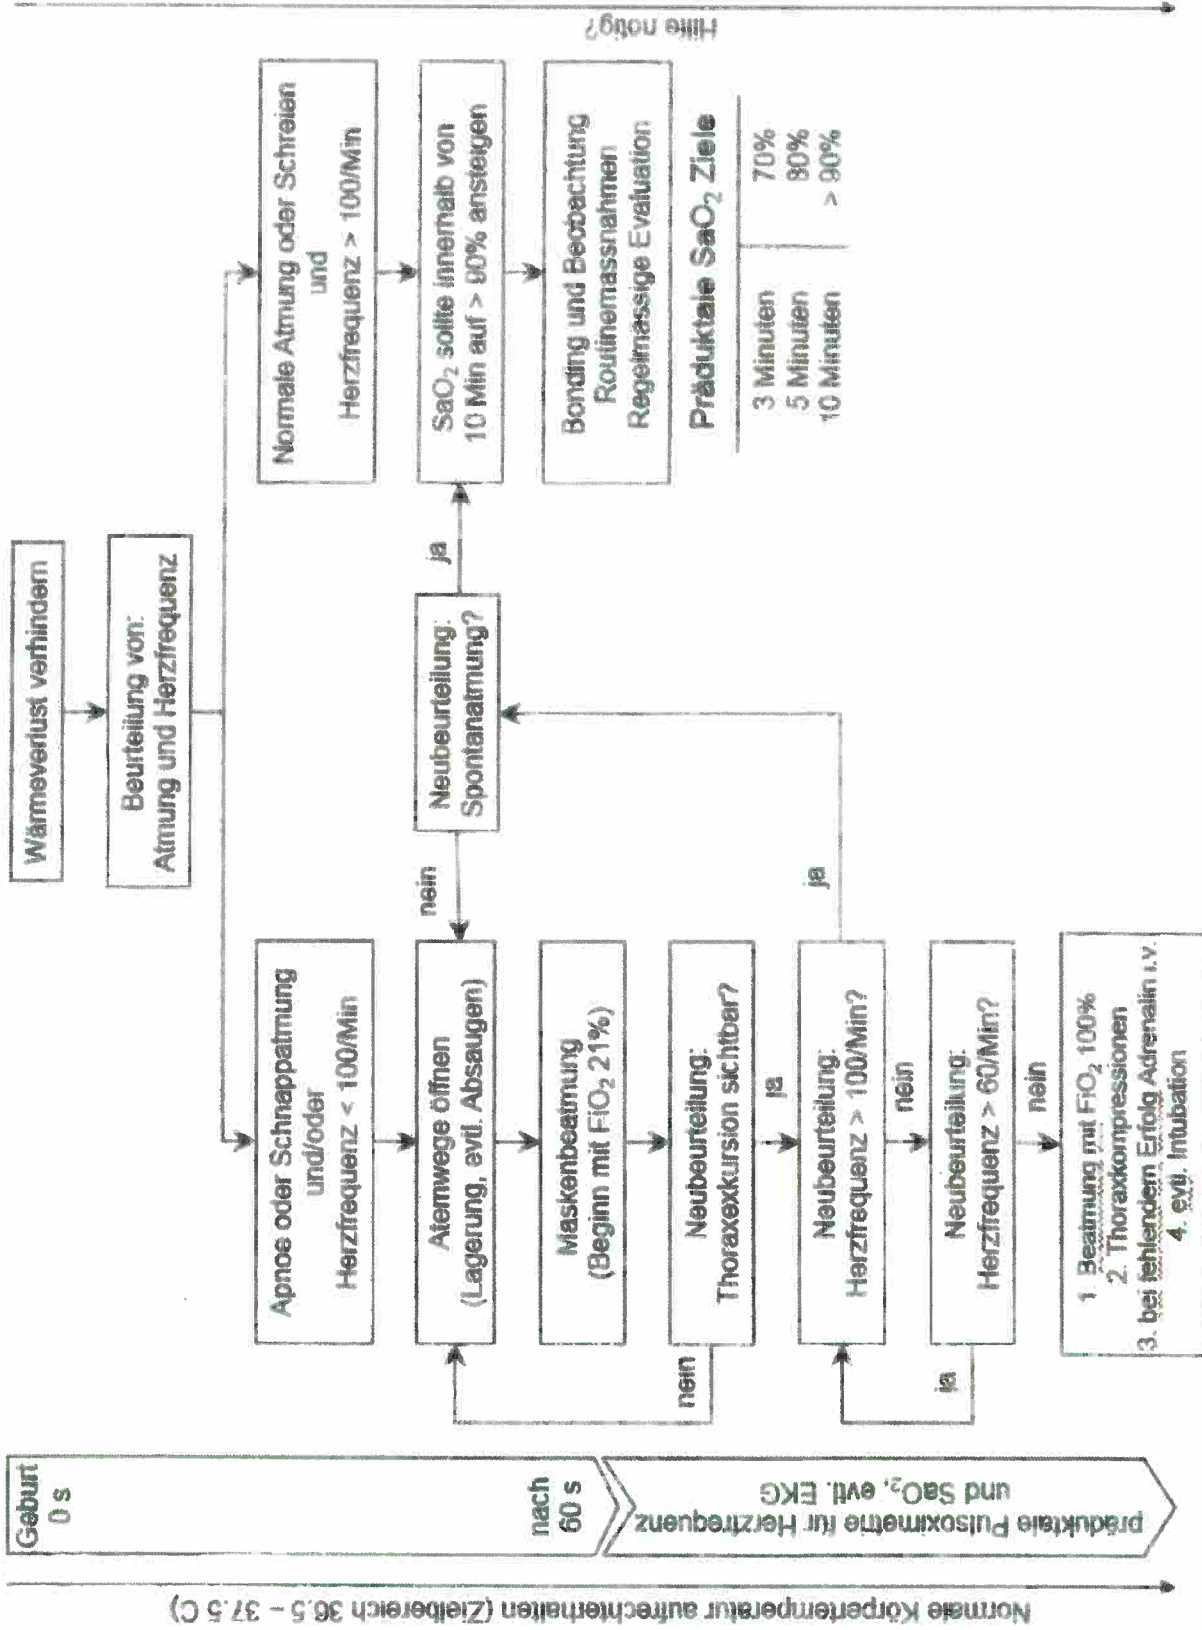 Wärmeverlust verhindern
Beurteilung von:
Atmung und Herzfrequenz
Geburt
0 s
nach
60 s
präduktale Pulsoximetrie für Herzfrequenz
und SaO₂, evtl. EKG
Normale Körpertemperatur aufrechterhalten (Zielbereich 36.5 – 37.5 C)
Apnoe oder Schnappatmung
und/oder
Herzfrequenz < 100/Min
Atemwege öffnen
(Lagerung, evtl. Absaugen)
Maskenbeatmung
(Beginn mit FiO₂ 21%)
Neubeurteilung:
Thoraxexkursion sichtbar?
nein
ja
Neubeurteilung:
Herzfrequenz > 100/Min?
ja
nein
Neubeurteilung:
Herzfrequenz > 60/Min?
ja
nein
1. Beatmung mit FiO₂ 100%
2. Thoraxkompressionen
3. bei fehlendem Erfolg Adrenalin i.v.
4. evtl. Intubation
Neubeurteilung:
Spontanatmung?
nein
ja
Normale Atmung oder Schreien
und
Herzfrequenz > 100/Min
SaO₂ sollte innerhalb von
10 Min auf > 90% ansteigen
Bonding und Beobachtung
Routinemassnahmen
Regelmassige Evaluation
Präduktale SaO₂ Ziele
3 Minuten 70%
5 Minuten 80%
10 Minuten > 90%
Hilfe nötig?